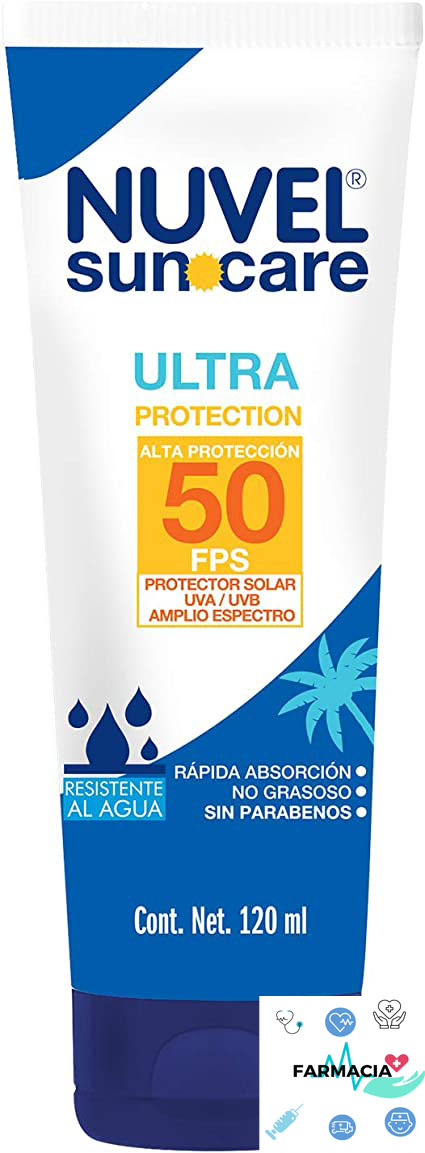 NUVEL®
sun care
ULTRA
PROTECTION
ALTA PROTECCIÓN
50
FPS
PROTECTOR SOLAR
UVA / UVB
AMPLIO ESPECTRO
RESISTENTE
AL AGUA
RÁPIDA ABSORCIÓN
NO GRASOSO
SIN PARABENOS
Cont. Net. 120 ml
FARMACIA